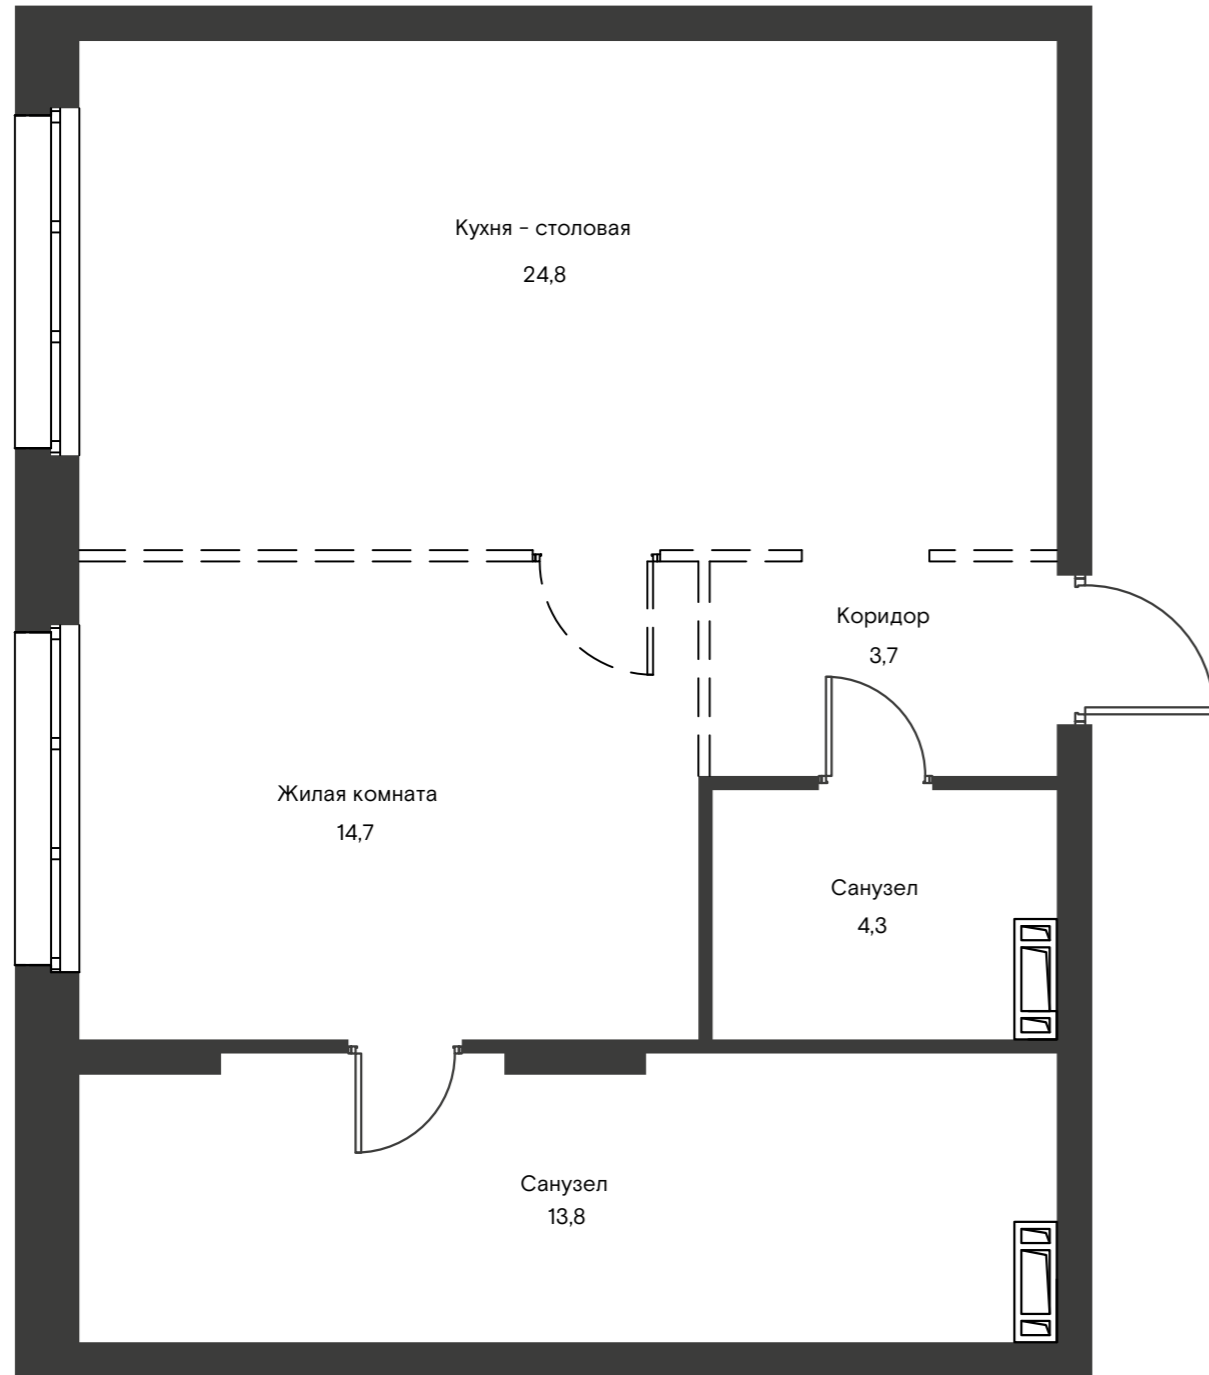 Кухня - столовая
24,8
Коридор
3,7
Жилая комната
14,7
Санузел
4,3
Санузел
13,8